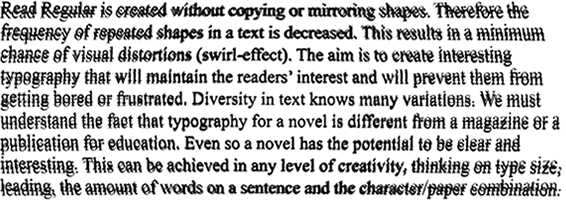 Read Regular is created without copying or mirroring shapes. Therefore the
frequency of repeated shapes in a text is decreased. This results in a minimum
chance of visual distortions (swirl-effect). The aim is to create interesting
typography that will maintain the readers' interest and will prevent them from
getting bored or frustrated. Diversity in text knows many variations. We must
understand the fact that typography for a novel is different from a magazine or a
publication for education. Even so a novel has the potential to be clear and
interesting. This can be achieved in any level of creativity, thinking on type size,
leading, the amount of words on a sentence and the character/paper combination.